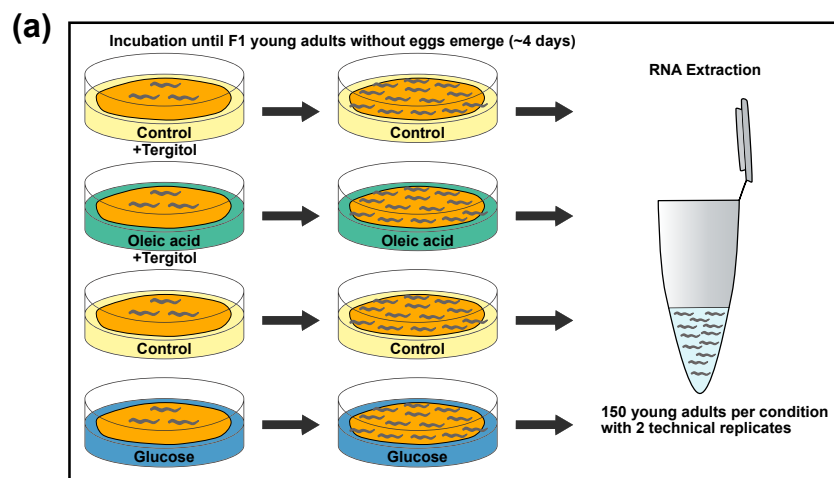 (a)
Incubation until F1 young adults without eggs emerge (~4 days)
RNA Extraction
Control
+Tergitol
Control
Oleic acid
+Tergitol
Oleic acid
Control
Control
Glucose
Glucose
150 young adults per condition
with 2 technical replicates